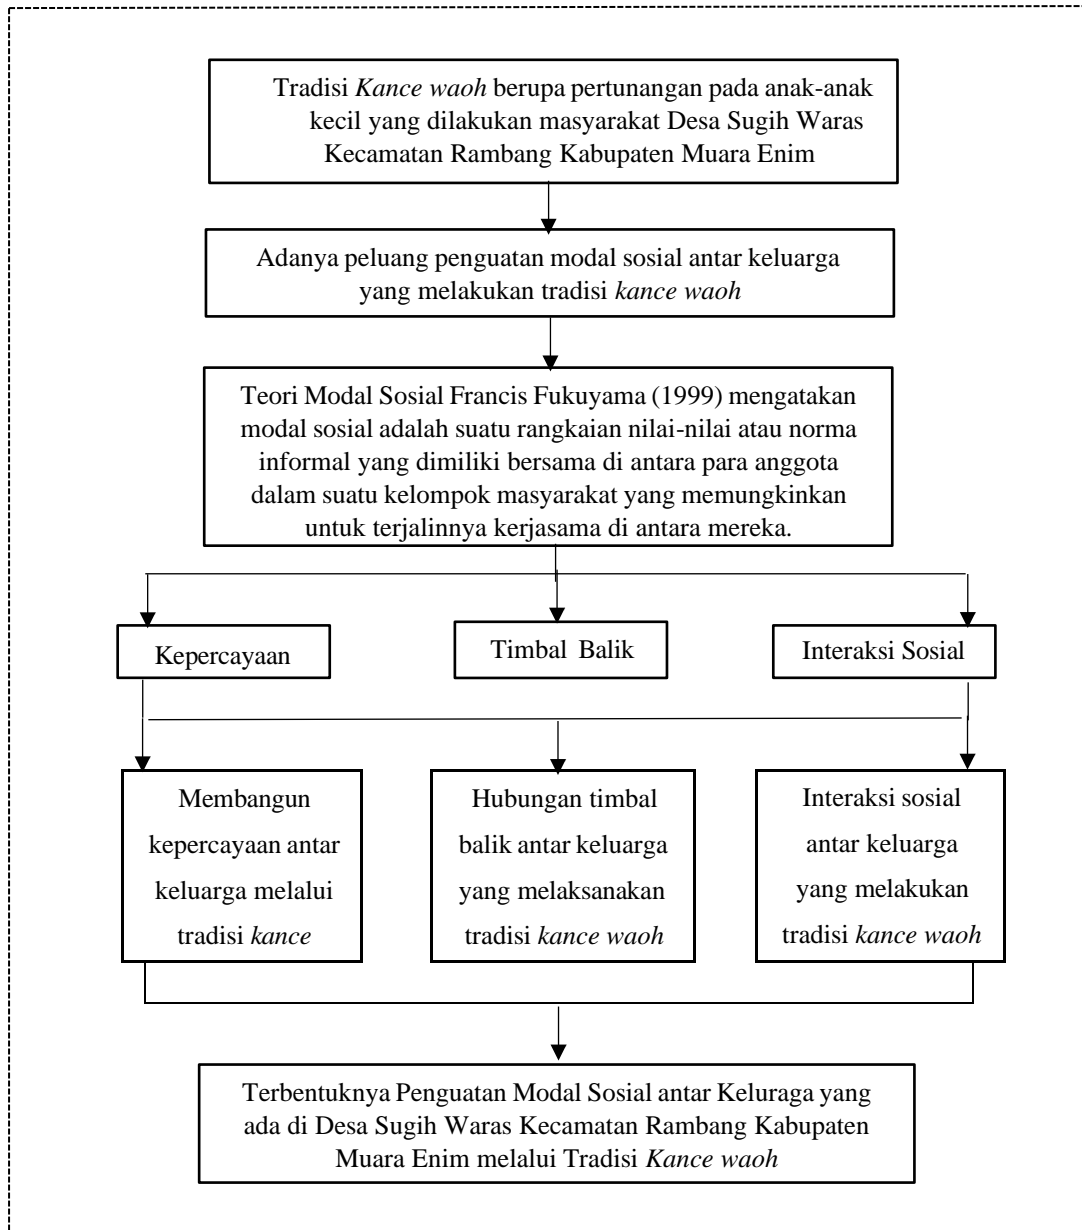 Tradisi Kance waoh berupa pertunangan pada anak-anak
kecil yang dilakukan masyarakat Desa Sugih Waras
Kecamatan Rambang Kabupaten Muara Enim
Adanya peluang penguatan modal sosial antar keluarga
yang melakukan tradisi kance waoh
Teori Modal Sosial Francis Fukuyama (1999) mengatakan
modal sosial adalah suatu rangkaian nilai-nilai atau norma
informal yang dimiliki bersama di antara para anggota
dalam suatu kelompok masyarakat yang memungkinkan
untuk terjalinnya kerjasama di antara mereka.
Kepercayaan
Timbal Balik
Interaksi Sosial
Membangun
kepercayaan antar
keluarga melalui
tradisi kance
Hubungan timbal
balik antar keluarga
yang melaksanakan
tradisi kance waoh
Interaksi sosial
antar keluarga
yang melakukan
tradisi kance waoh
Terbentuknya Penguatan Modal Sosial antar Keluraga yang
ada di Desa Sugih Waras Kecamatan Rambang Kabupaten
Muara Enim melalui Tradisi Kance waoh